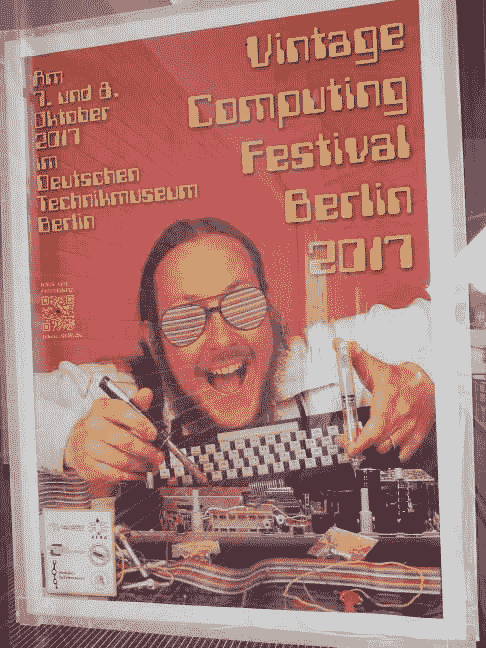 Vintage
Computing
Festival
Berlin
2017
Am
7. und 8.
Oktober
2017
im
Deutschen
Technikmuseum
Berlin